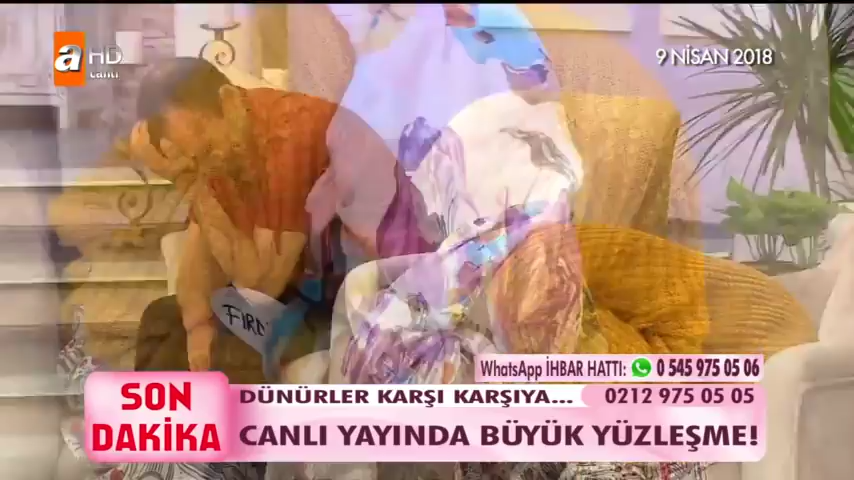 a HD
canlı
9 NİSAN 2018
FIRD
WhatsApp İHBAR HATTI: 0 545 975 05 06
SON DAKİKA
DÜNÜRLER KARŞI KARŞIYA... 0212 975 05 05
CANLI YAYINDA BÜYÜK YÜZLEŞME!